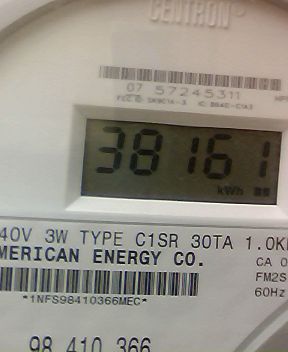 CENTRON®
07 57245311
38161
kWh
40V 3W TYPE C1SR 30TA 1.0K
MERICAN ENERGY CO.
CA 0
FM2S
60Hz
*1NFS98410366MEC*
98 410 366